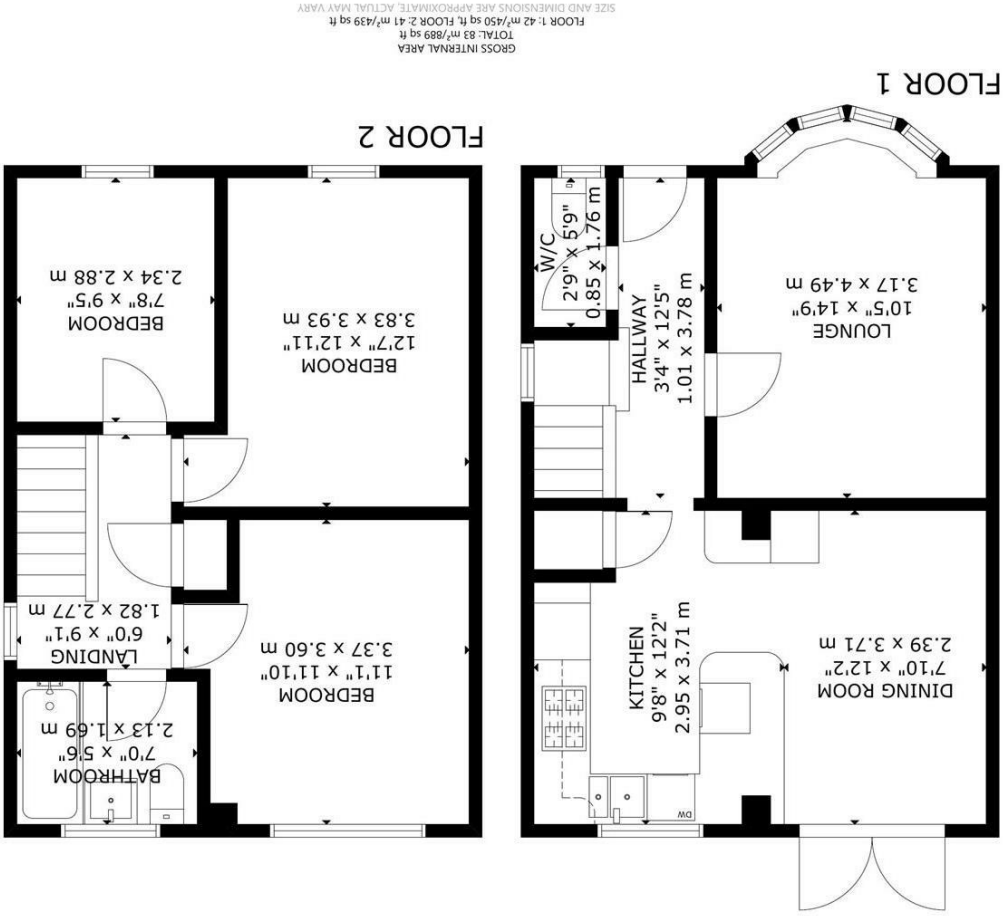 GROSS INTERNAL AREA
TOTAL: 83 m²/889 sq ft
FLOOR 1: 42 m²/450 sq ft, FLOOR 2: 41 m²/439 sq ft
SIZE AND DIMENSIONS ARE APPROXIMATE, ACTUAL MAY VARY
FLOOR 1
LOUNGE
10'5" x 14'9"
3.17 x 4.49 m
W/C
2'9" x 5'9"
0.85 x 1.76 m
HALLWAY
3'4" x 12'5"
1.01 x 3.78 m
KITCHEN
9'8" x 12'2"
2.95 x 3.71 m
DINING ROOM
7'10" x 12'2"
2.39 x 3.71 m
DW
FLOOR 2
BEDROOM
12'7" x 12'11"
3.83 x 3.93 m
BEDROOM
7'8" x 9'5"
2.34 x 2.88 m
BEDROOM
11'1" x 11'10"
3.37 x 3.60 m
LANDING
6'0" x 9'1"
1.82 x 2.77 m
BATHROOM
7'0" x 5'6"
2.13 x 1.69 m